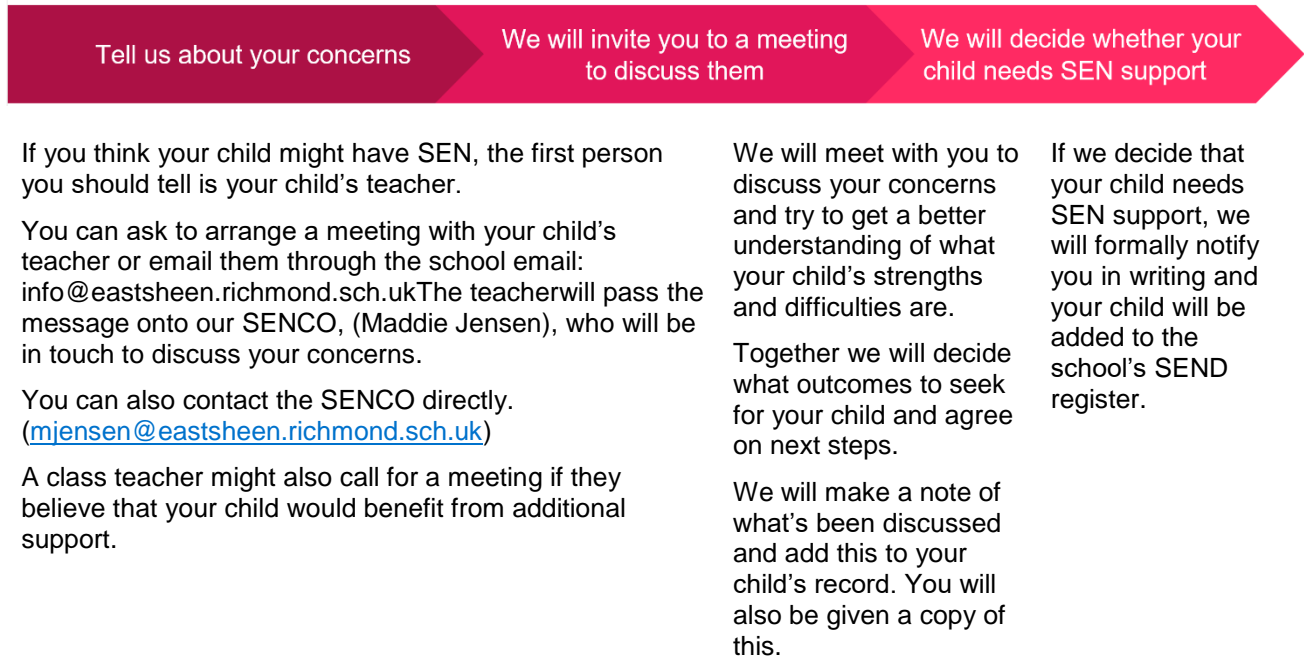 Tell us about your concerns
We will invite you to a meeting
to discuss them
We will decide whether your
child needs SEN support
If you think your child might have SEN, the first person
you should tell is your child’s teacher.
You can ask to arrange a meeting with your child’s
teacher or email them through the school email:
info@eastsheen.richmond.sch.ukThe teacherwill pass the
message onto our SENCO, (Maddie Jensen), who will be
in touch to discuss your concerns.
You can also contact the SENCO directly.
(mjensen@eastsheen.richmond.sch.uk)
A class teacher might also call for a meeting if they
believe that your child would benefit from additional
support.
We will meet with you to
discuss your concerns
and try to get a better
understanding of what
your child’s strengths
and difficulties are.
Together we will decide
what outcomes to seek
for your child and agree
on next steps.
We will make a note of
what’s been discussed
and add this to your
child’s record. You will
also be given a copy of
this.
If we decide that
your child needs
SEN support, we
will formally notify
you in writing and
your child will be
added to the
school’s SEND
register.